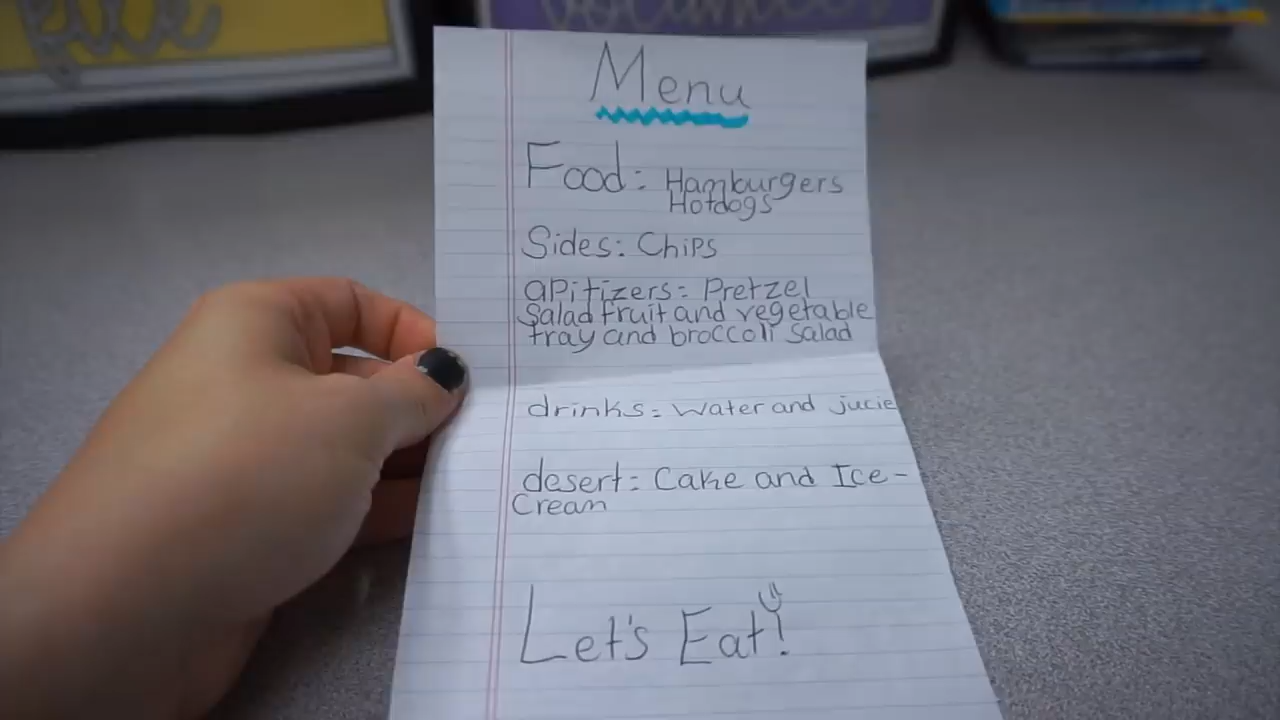 Menu
Food: Hamburgers
Hotdogs
Sides: Chips
apitizers: Pretzel
Salad fruit and vegetable
tray and broccoli Salad
drinks: Water and jucie
desert: Cake and Ice-
Cream
Let's Eat!